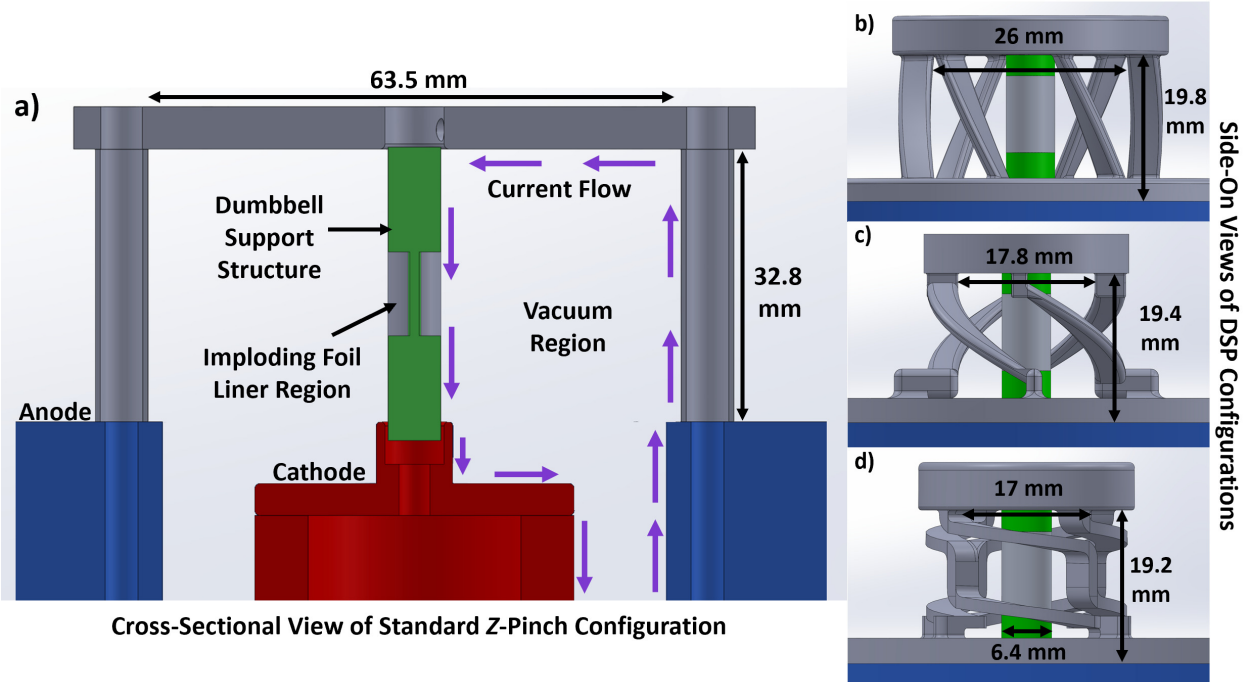 a)
63.5 mm
Current Flow
Dumbbell
Support
Structure
32.8
mm
Vacuum
Region
Imploding Foil
Liner Region
Anode
Cathode
Cross-Sectional View of Standard Z-Pinch Configuration
b)
26 mm
19.8
mm
c)
17.8 mm
19.4
mm
d)
17 mm
19.2
mm
6.4 mm
Side-On Views of DSP Configurations